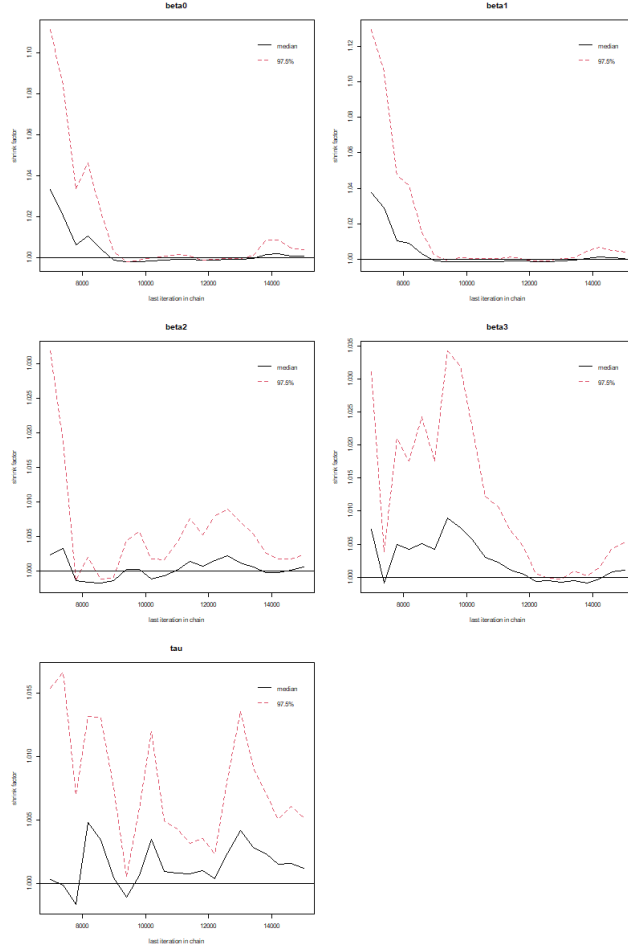 beta0
shrink factor
1.00 1.02 1.04 1.06 1.08 1.10
median
97.5%
8000 10000 12000 14000
last iteration in chain
beta1
shrink factor
1.00 1.02 1.04 1.06 1.08 1.10 1.12
median
97.5%
8000 10000 12000 14000
last iteration in chain
beta2
shrink factor
1.000 1.005 1.010 1.015 1.020 1.025 1.030
median
97.5%
8000 10000 12000 14000
last iteration in chain
beta3
shrink factor
1.000 1.005 1.010 1.015 1.020 1.025 1.030 1.035
median
97.5%
8000 10000 12000 14000
last iteration in chain
tau
shrink factor
1.000 1.005 1.010 1.015
median
97.5%
8000 10000 12000 14000
last iteration in chain